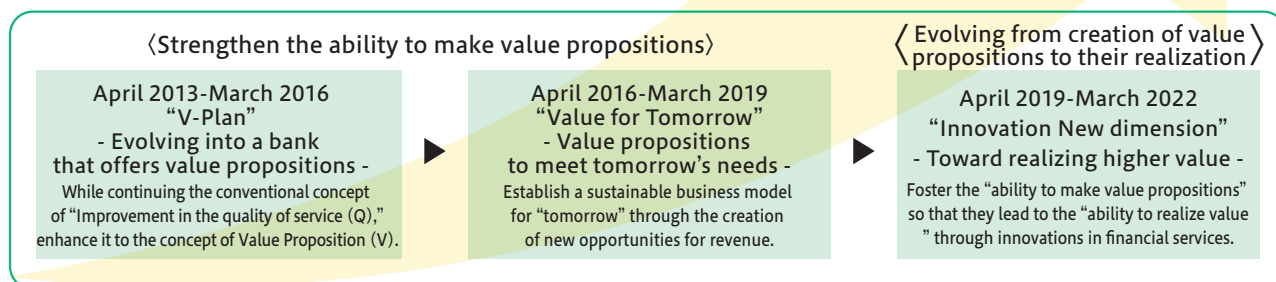 〈Strengthen the ability to make value propositions〉
April 2013-March 2016
“V-Plan”
- Evolving into a bank
that offers value propositions -
While continuing the conventional concept
of “Improvement in the quality of service (Q),”
enhance it to the concept of Value Proposition (V).
April 2016-March 2019
“Value for Tomorrow”
- Value propositions
to meet tomorrow’s needs -
Establish a sustainable business model
for “tomorrow” through the creation
of new opportunities for revenue.
〈Evolving from creation of value
propositions to their realization〉
April 2019-March 2022
“Innovation New dimension”
- Toward realizing higher value -
Foster the “ability to make value propositions”
so that they lead to the “ability to realize value
” through innovations in financial services.